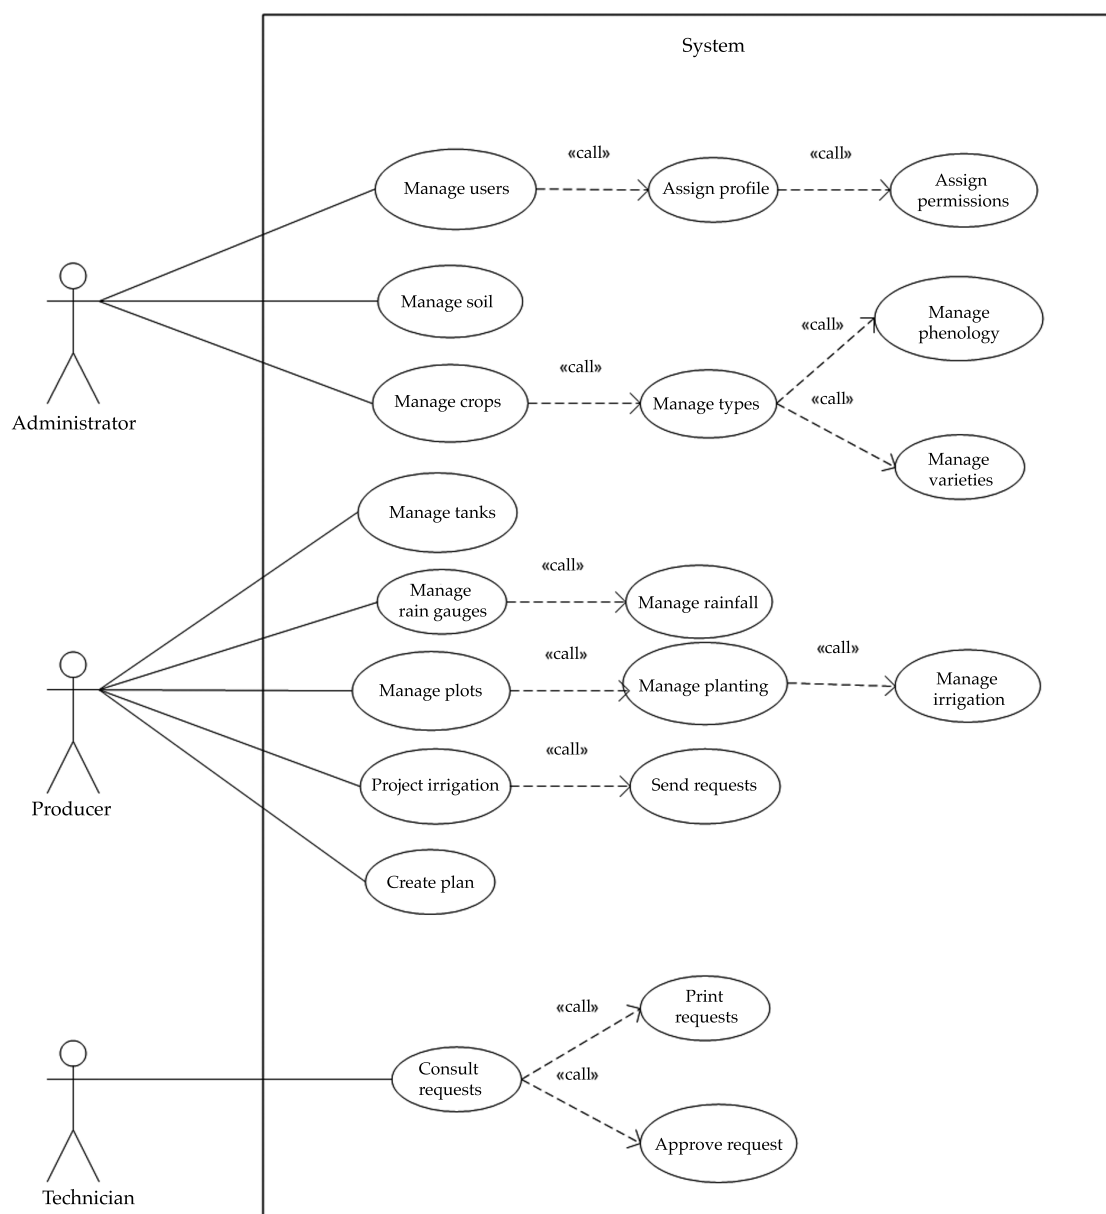 System
«call»
«call»
Manage users
Assign profile
Assign
permissions
Manage soil
Manage
phenology
«call»
«call»
Manage crops
Manage types
«call»
Administrator
Manage
varieties
Manage tanks
«call»
Manage
rain gauges
Manage rainfall
«call»
«call»
Manage plots
Manage planting
Manage
irrigation
«call»
Project irrigation
Send requests
Producer
Create plan
Print
requests
«call»
Consult
requests
«call»
Approve request
Technician